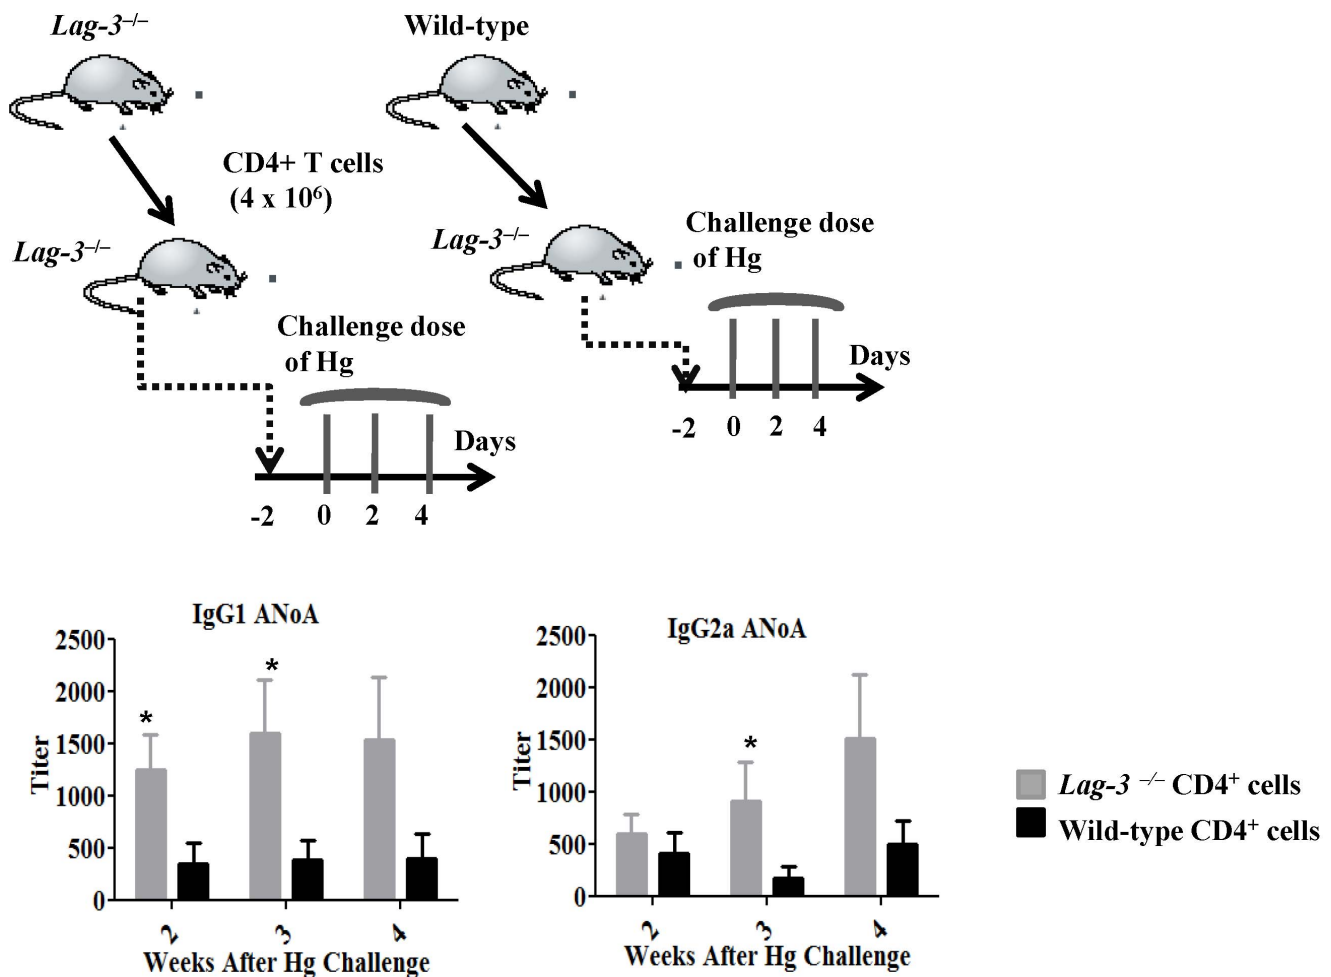 Lag-3–/–
Wild-type
CD4+ T cells
(4 x 10⁶)
Lag-3–/–
Lag-3–/–
Challenge dose
of Hg
Days
-2 0 2 4
Challenge dose
of Hg
Days
-2 0 2 4
IgG1 ANoA
2500
2000
1500
1000
500
0
Titer
*
*
2 3 4
Weeks After Hg Challenge
IgG2a ANoA
2500
2000
1500
1000
500
0
Titer
*
2 3 4
Weeks After Hg Challenge
Lag-3 –/– CD4⁺ cells
Wild-type CD4⁺ cells